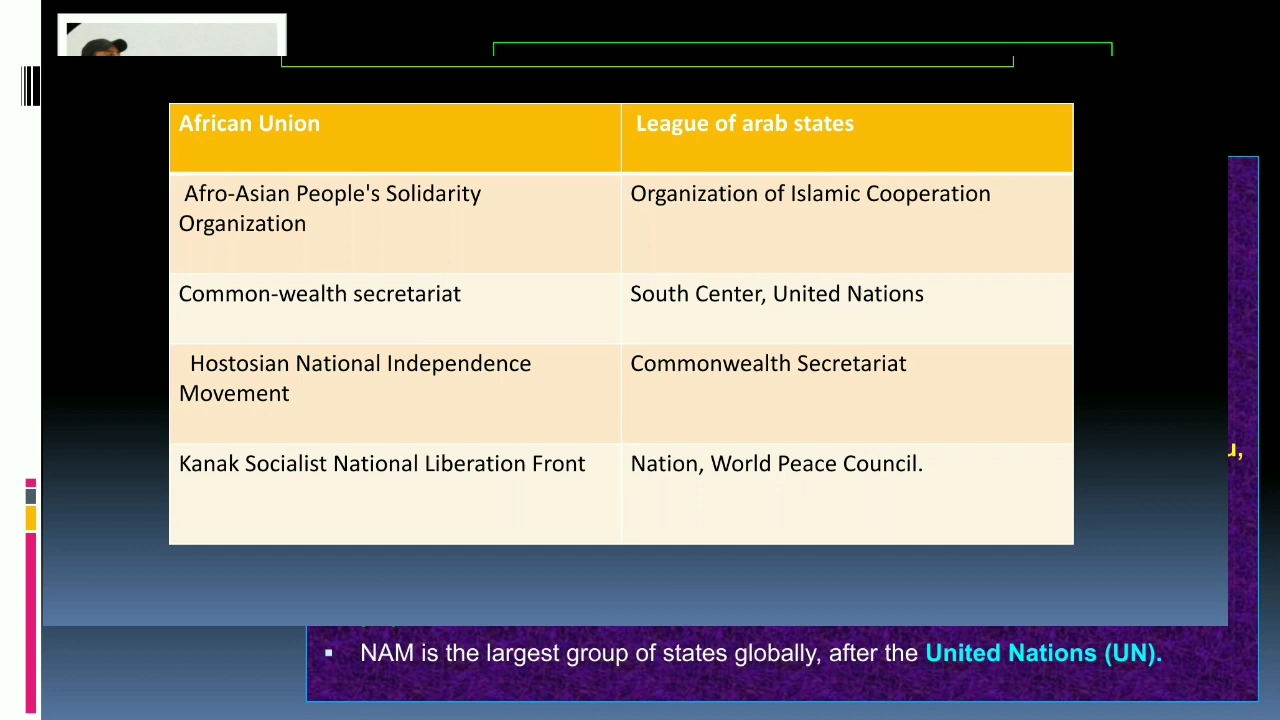 African Union
League of arab states
Afro-Asian People's Solidarity
Organization
Organization of Islamic Cooperation
Common-wealth secretariat
South Center, United Nations
Hostosian National Independence
Movement
Commonwealth Secretariat
Kanak Socialist National Liberation Front
Nation, World Peace Council.
▪ NAM is the largest group of states globally, after the United Nations (UN).